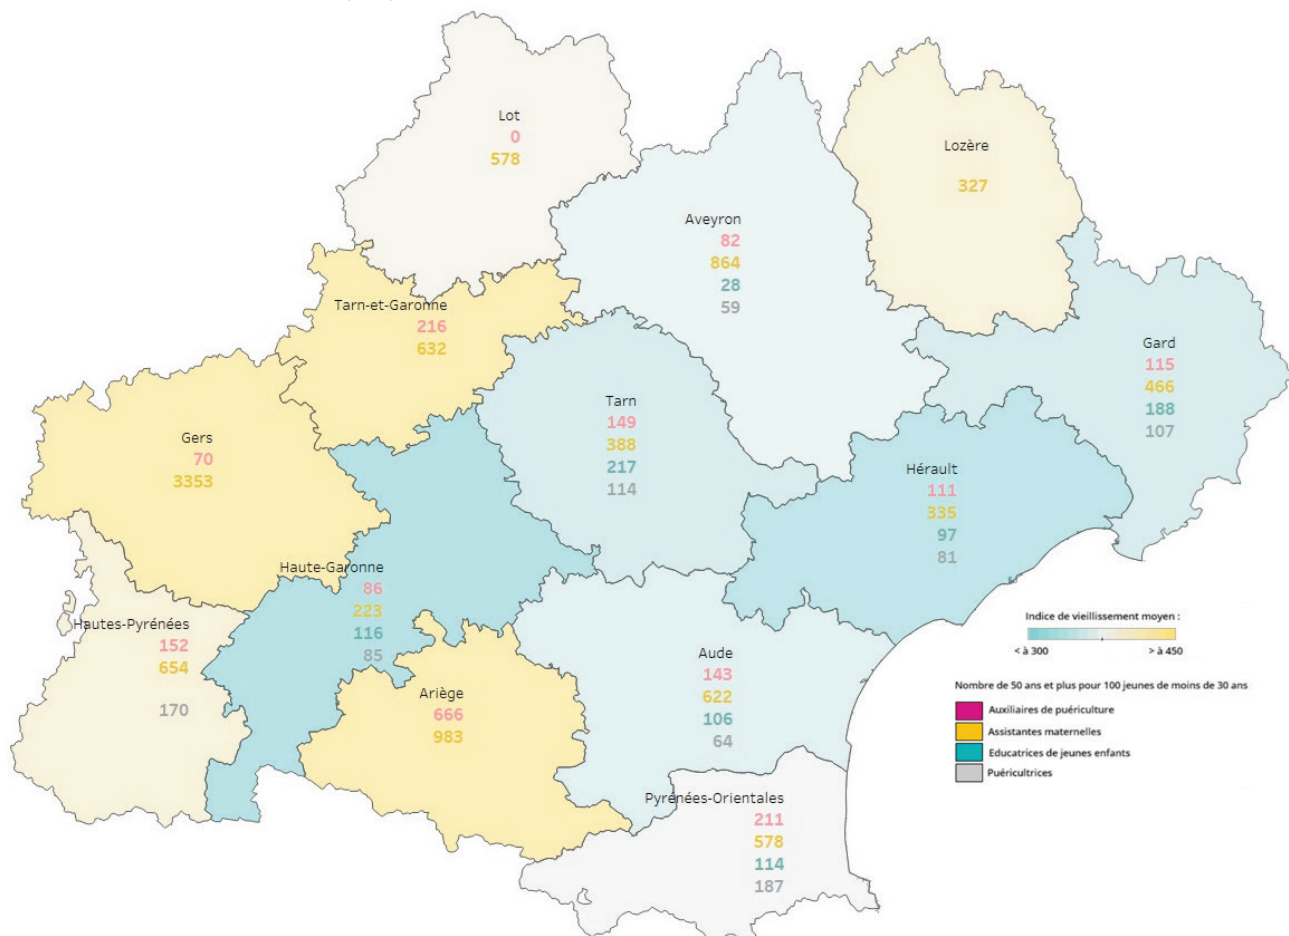 Lot
0
578
Lozère
327
Aveyron
82
864
28
59
Tarn-et-Garonne
216
632
Gard
115
466
188
107
Tarn
149
388
217
114
Gers
70
3353
Hérault
111
335
97
81
Haute-Garonne
86
223
116
85
Hautes-Pyrénées
152
654
170
Aude
143
622
106
64
Ariège
666
983
Pyrénées-Orientales
211
578
114
187
Indice de vieillissement moyen :
< à 300 > à 450
Nombre de 50 ans et plus pour 100 jeunes de moins de 30 ans
Auxiliaires de puériculture
Assistantes maternelles
Educatrices de jeunes enfants
Puéricultrices